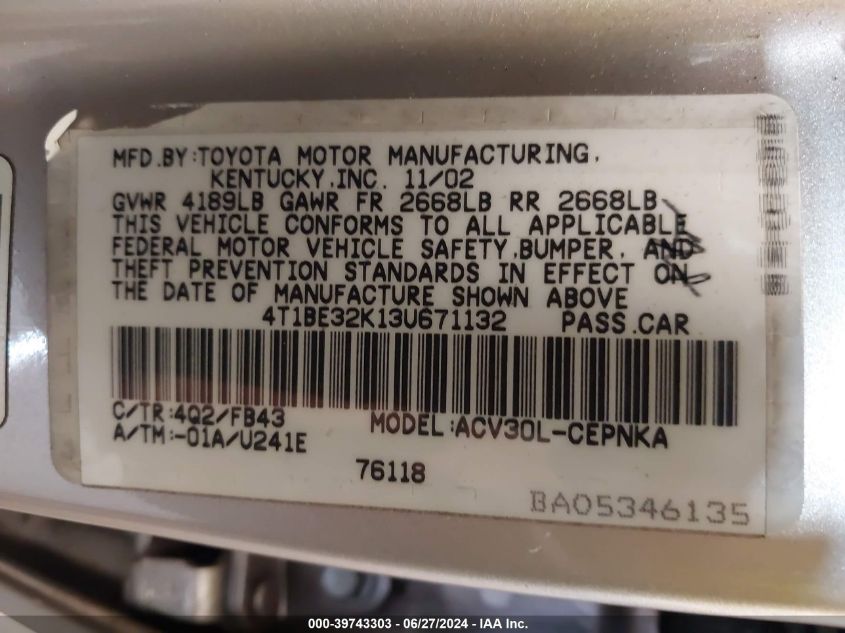 MFD.BY:TOYOTA MOTOR MANUFACTURING,
KENTUCKY,INC. 11/02
GVWR 4189LB GAWR FR 2668LB RR 2668LB
THIS VEHICLE CONFORMS TO ALL APPLICABLE
FEDERAL MOTOR VEHICLE SAFETY,BUMPER, AND
THEFT PREVENTION STANDARDS IN EFFECT ON
THE DATE OF MANUFACTURE SHOWN ABOVE
4T1BE32K13U671132 PASS.CAR
C/TR:4Q2/FB43 MODEL:ACV30L-CEPNKA
A/TM:-01A/U241E
76118
BA05346135
000-39743303 - 06/27/2024 - IAA Inc.